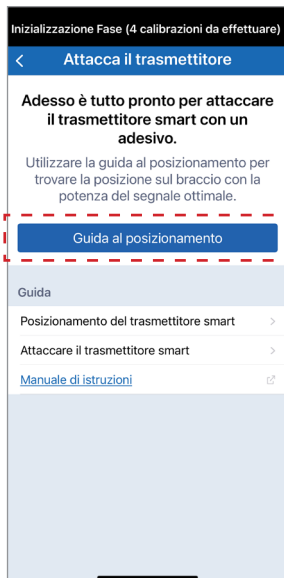 Inizializzazione Fase (4 calibrazioni da effettuare)
Attacca il trasmettitore
Adesso è tutto pronto per attaccare
il trasmettitore smart con un
adesivo.
Utilizzare la guida al posizionamento per
trovare la posizione sul braccio con la
potenza del segnale ottimale.
Guida al posizionamento
Guida
Posizionamento del trasmettitore smart
Attaccare il trasmettitore smart
Manuale di istruzioni